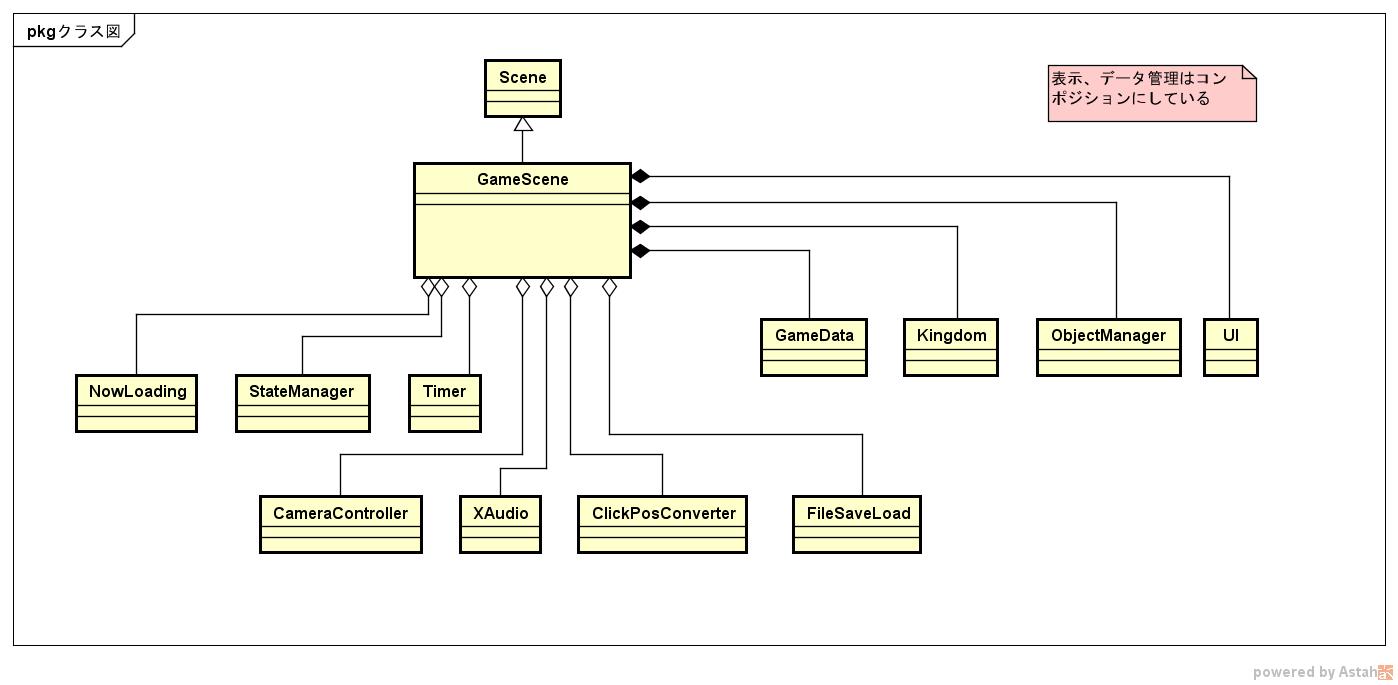 pkgクラス図
Scene
表示、データ管理はコン
ポジションにしている
GameScene
GameData
Kingdom
ObjectManager
UI
NowLoading
StateManager
Timer
CameraController
XAudio
ClickPosConverter
FileSaveLoad
powered by Astah